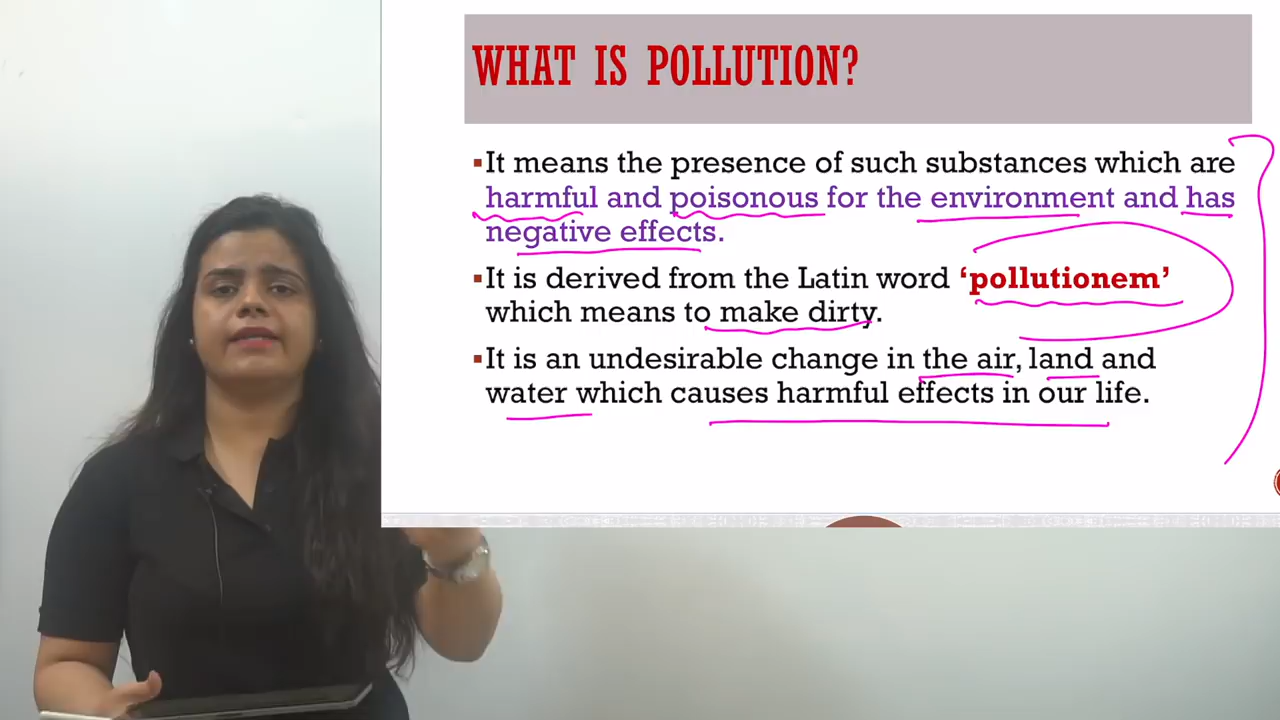 WHAT IS POLLUTION?
▪It means the presence of such substances which are
harmful and poisonous for the environment and has
negative effects.
▪It is derived from the Latin word ‘pollutionem’
which means to make dirty.
▪It is an undesirable change in the air, land and
water which causes harmful effects in our life.